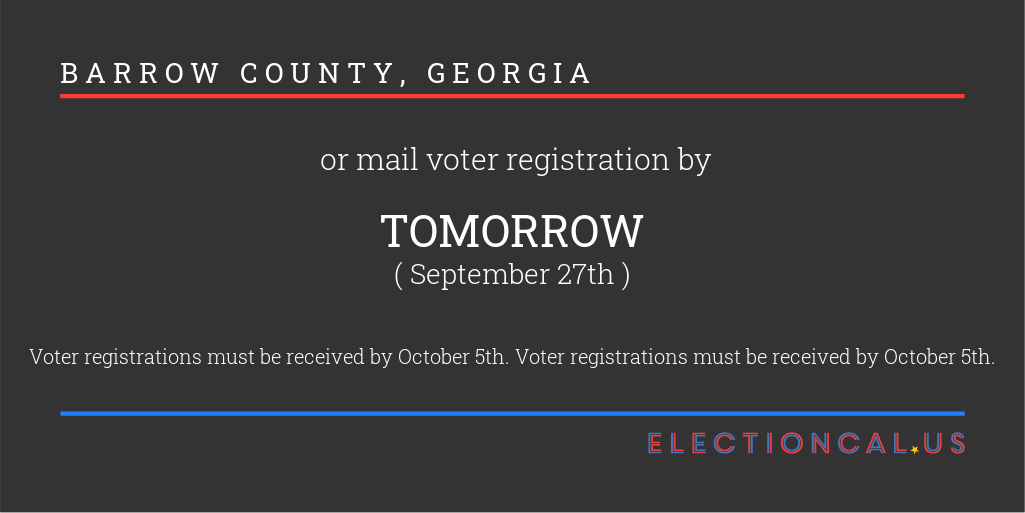 BARROW COUNTY, GEORGIA
or mail voter registration by
TOMORROW
( September 27th )
Voter registrations must be received by October 5th. Voter registrations must be received by October 5th.
ELECTIONCAL.US